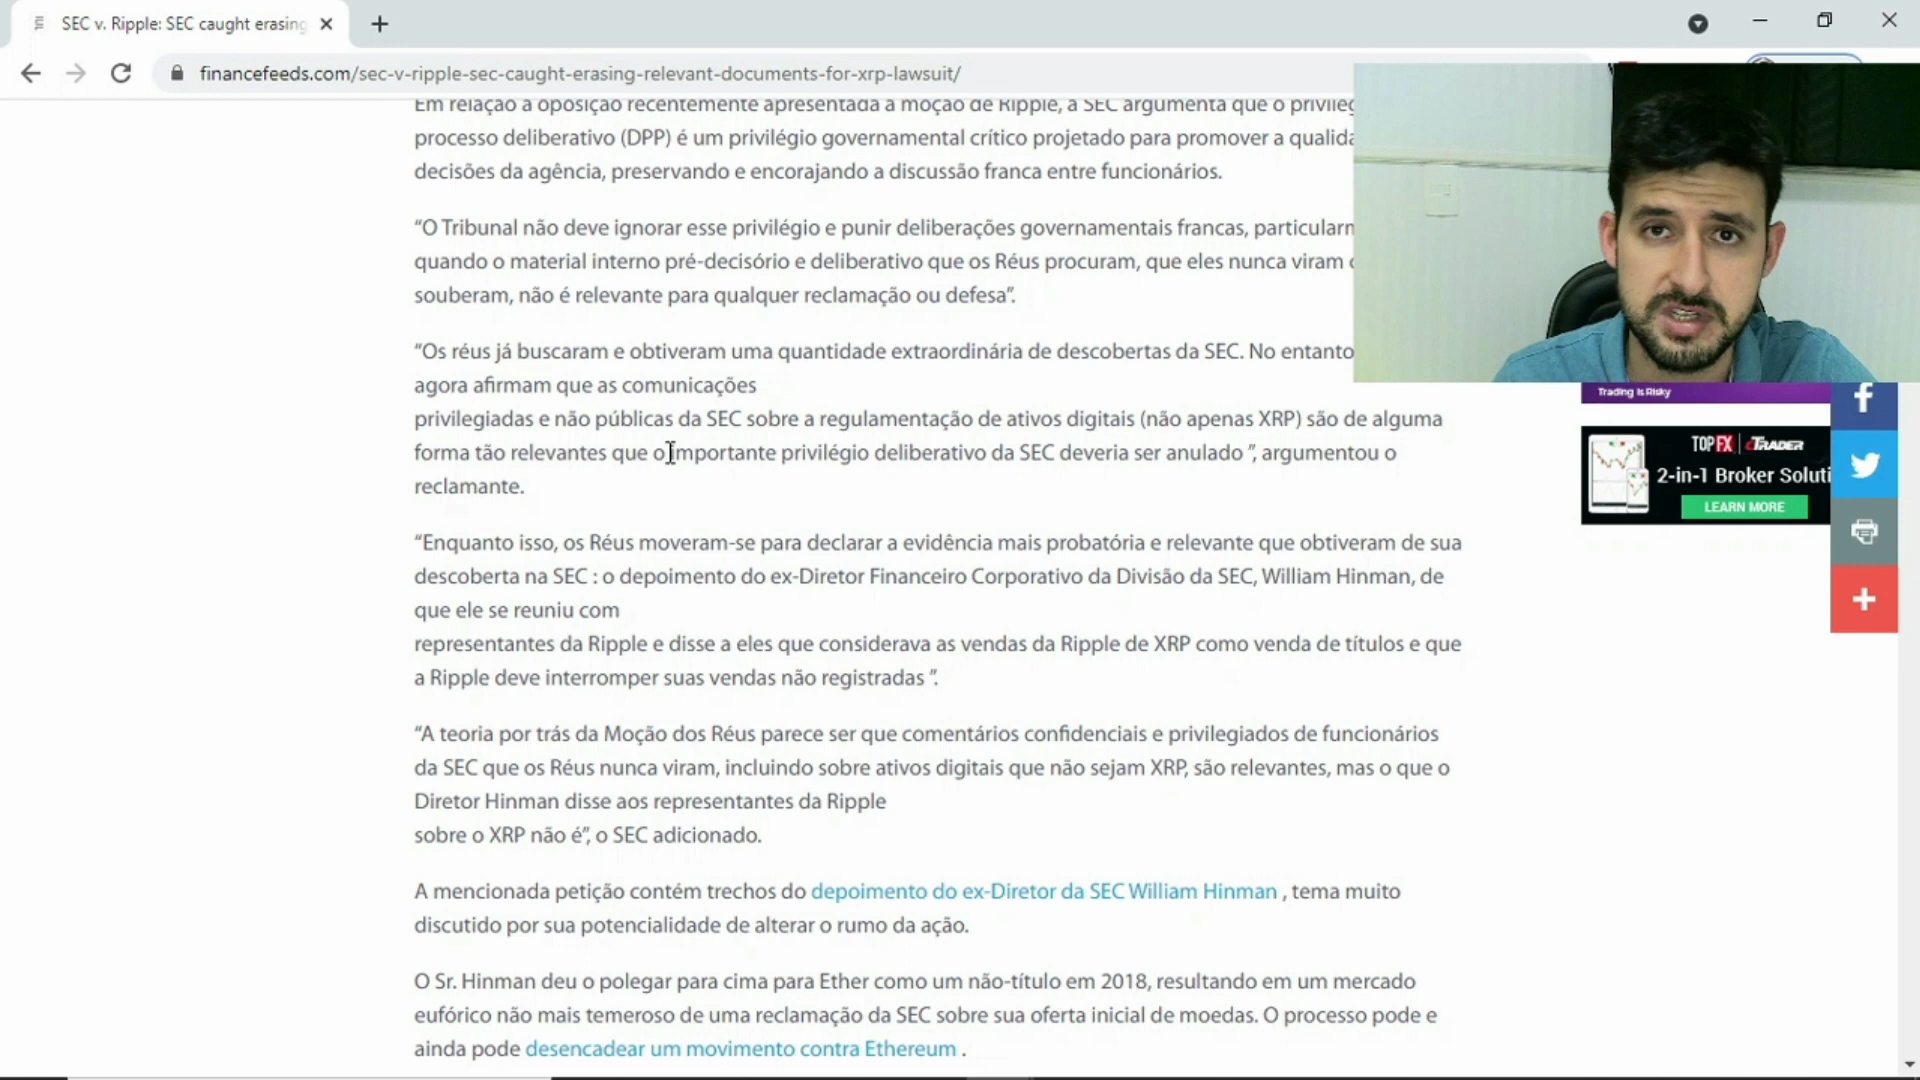 SEC v. Ripple: SEC caught erasing
financefeeds.com/sec-v-ripple-sec-caught-erasing-relevant-documents-for-xrp-lawsuit/
Em relação à oposição recentemente apresentada à moção de Ripple, a SEC argumenta que o
processo deliberativo (DPP) é um privilégio governamental crítico projetado para promover a
decisões da agência, preservando e encorajando a discussão franca entre funcionários.
“O Tribunal não deve ignorar esse privilégio e punir deliberações governamentais francas,
quando o material interno pré-decisório e deliberativo que os Réus procuram, que eles nunca viram
souberam, não é relevante para qualquer reclamação ou defesa”.
“Os réus já buscaram e obtiveram uma quantidade extraordinária de descobertas da SEC. No entanto
agora afirmam que as comunicações
privilegiadas e não públicas da SEC sobre a regulamentação de ativos digitais (não apenas XRP) são de alguma
forma tão relevantes que o importante privilégio deliberativo da SEC deveria ser anulado ”, argumentou o
reclamante.
“Enquanto isso, os Réus moveram-se para declarar a evidência mais probatória e relevante que obtiveram de sua
descoberta na SEC : o depoimento do ex-Diretor Financeiro Corporativo da Divisão da SEC, William Hinman, de
que ele se reuniu com
representantes da Ripple e disse a eles que considerava as vendas da Ripple de XRP como venda de títulos e que
a Ripple deve interromper suas vendas não registradas ”.
“A teoria por trás da Moção dos Réus parece ser que comentários confidenciais e privilegiados de funcionários
da SEC que os Réus nunca viram, incluindo sobre ativos digitais que não sejam XRP, são relevantes, mas o que o
Diretor Hinman disse aos representantes da Ripple
sobre o XRP não é”, o SEC adicionado.
A mencionada petição contém trechos do depoimento do ex-Diretor da SEC William Hinman , tema muito
discutido por sua potencialidade de alterar o rumo da ação.
O Sr. Hinman deu o polegar para cima para Ether como um não-título em 2018, resultando em um mercado
eufórico não mais temeroso de uma reclamação da SEC sobre sua oferta inicial de moedas. O processo pode e
ainda pode desencadear um movimento contra Ethereum .
Trading is Risky
TOPFX cTRADER
2-in-1 Broker
LEARN MORE